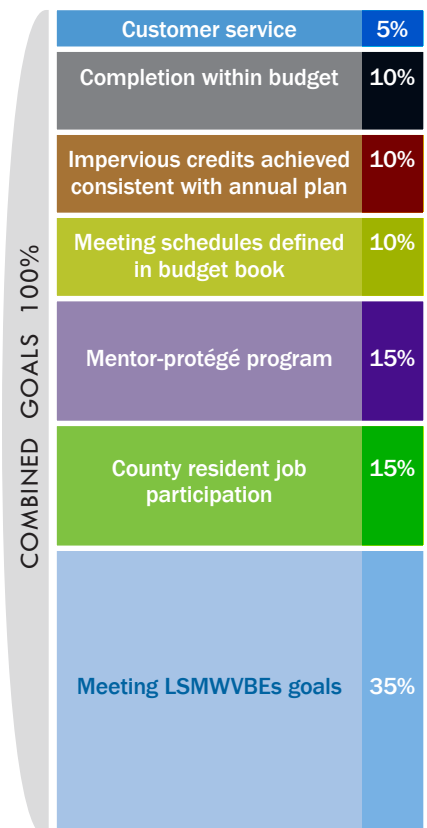 COMBINED GOALS 100%
Customer service 5%
Completion within budget 10%
Impervious credits achieved 10%
consistent with annual plan
Meeting schedules defined 10%
in budget book
Mentor-protégé program 15%
County resident job 15%
participation
Meeting LSMWVBEs goals 35%